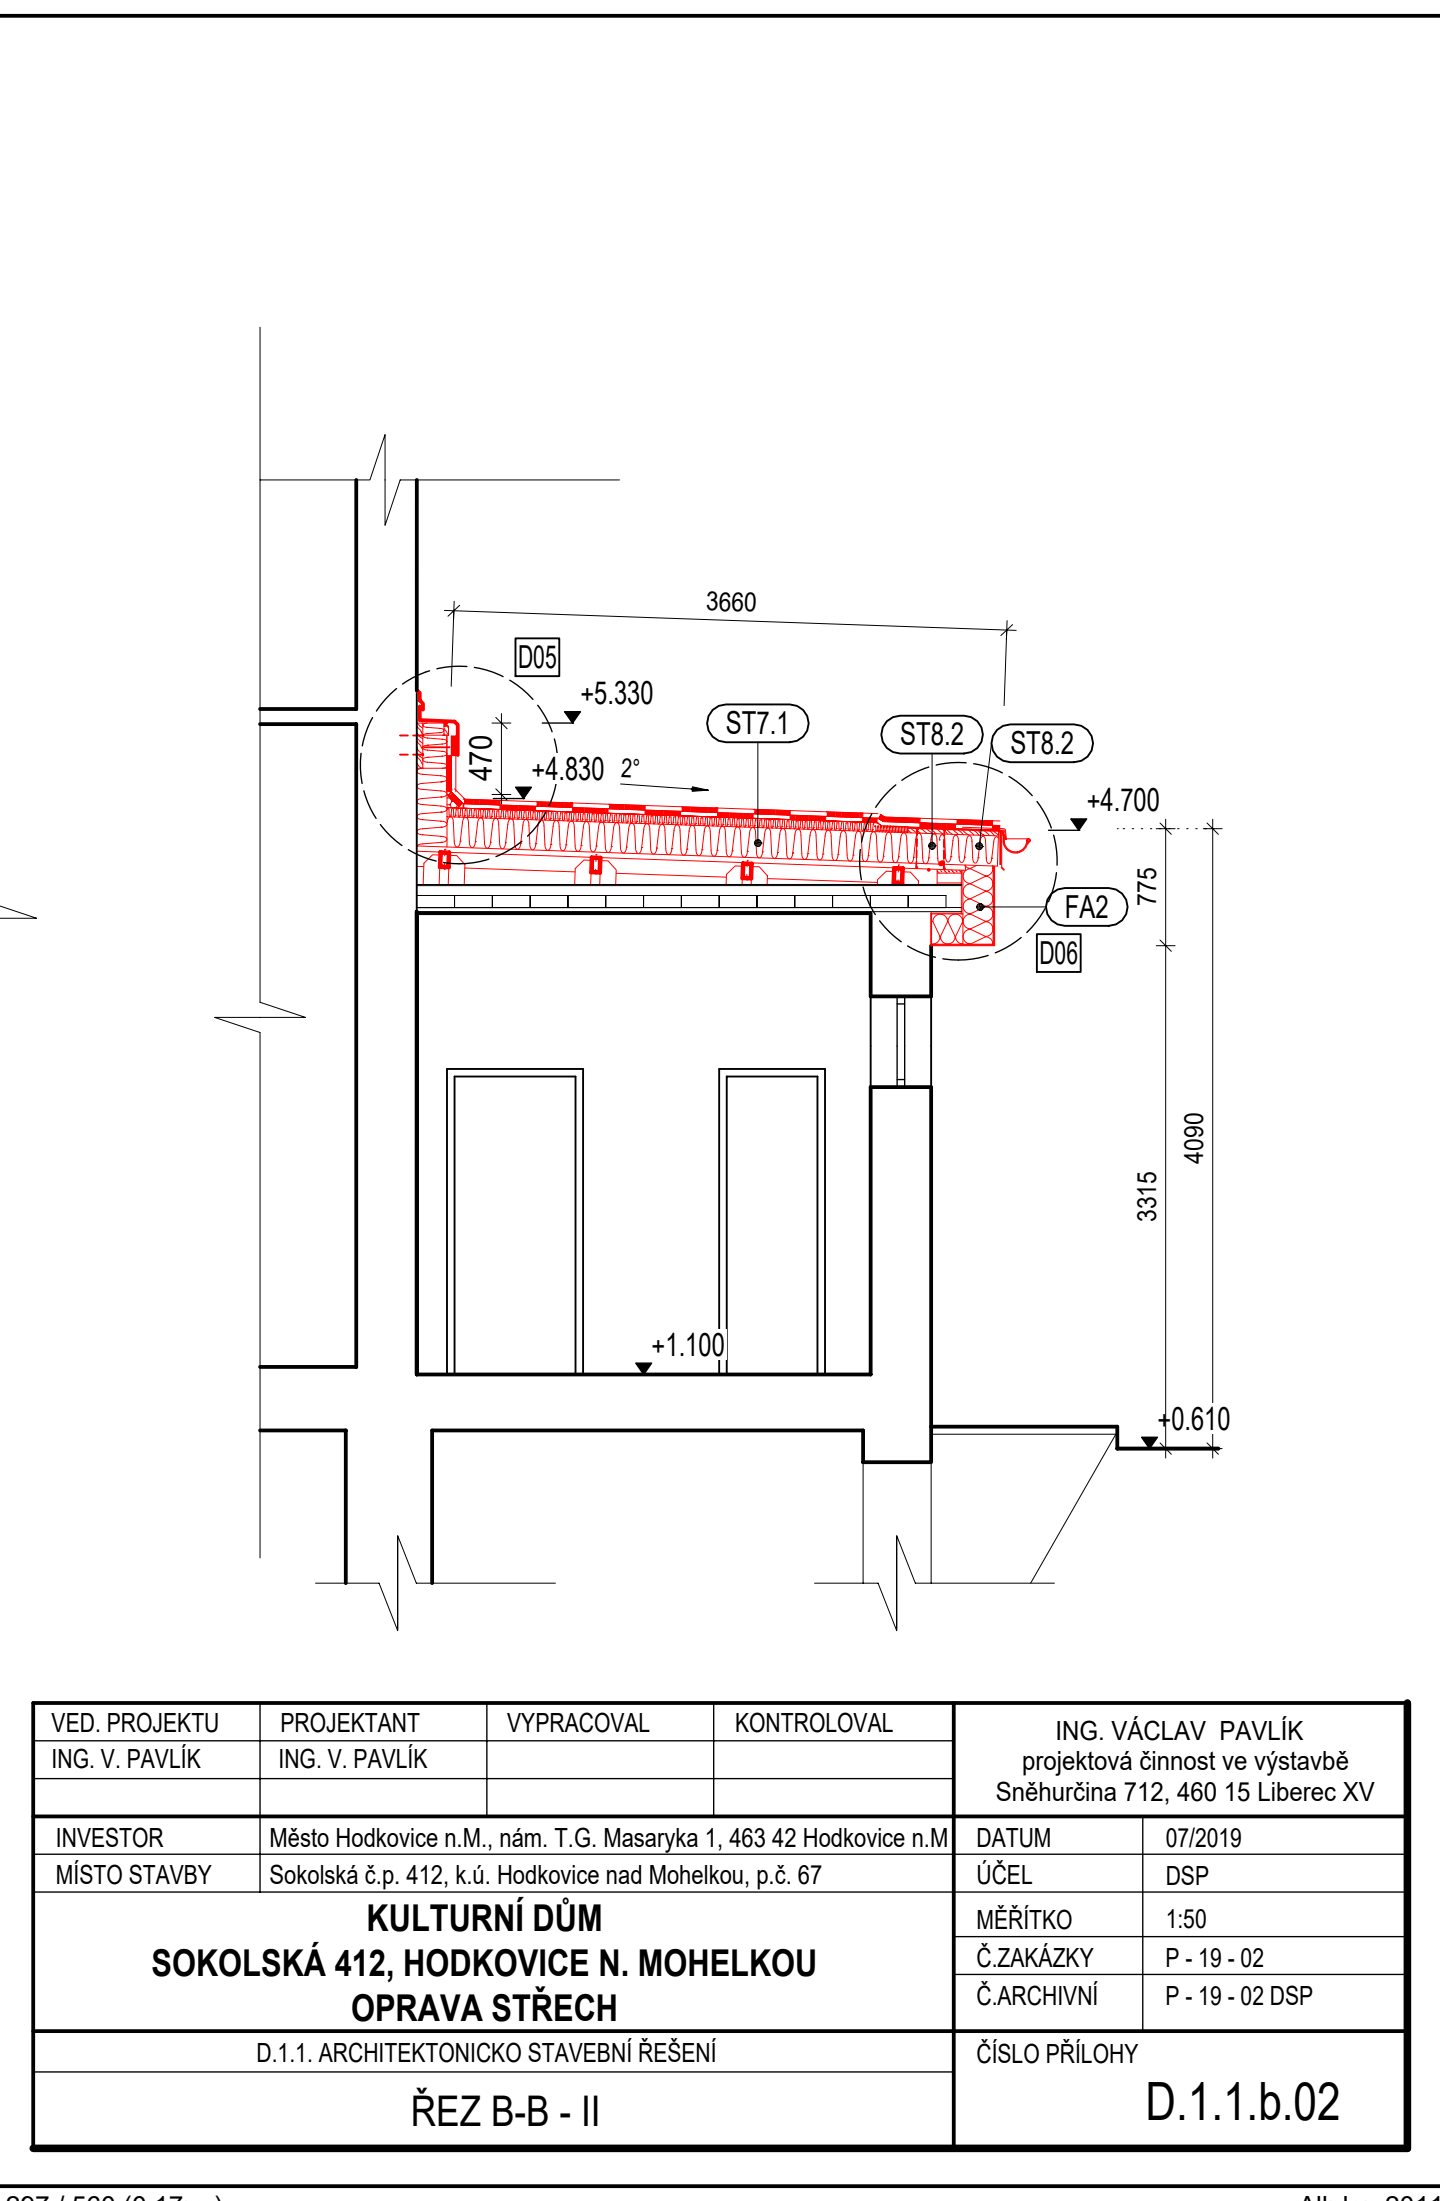 3660
D05
+5.330
ST7.1
ST8.2
ST8.2
470
+4.830
2°
+4.700
775
FA2
D06
4090
3315
+1.100
+0.610
VED. PROJEKTU PROJEKTANT VYPRACOVAL KONTROLOVAL
ING. V. PAVLÍK ING. V. PAVLÍK
ING. VÁCLAV PAVLÍK
projektová činnost ve výstavbě
Sněhurčina 712, 460 15 Liberec XV
INVESTOR Město Hodkovice n.M., nám. T.G. Masaryka 1, 463 42 Hodkovice n.M
MÍSTO STAVBY Sokolská č.p. 412, k.ú. Hodkovice nad Mohelkou, p.č. 67
DATUM 07/2019
ÚČEL DSP
MĚŘÍTKO 1:50
Č.ZAKÁZKY P - 19 - 02
Č.ARCHIVNÍ P - 19 - 02 DSP
KULTURNÍ DŮM
SOKOLSKÁ 412, HODKOVICE N. MOHELKOU
OPRAVA STŘECH
D.1.1. ARCHITEKTONICKO STAVEBNÍ ŘEŠENÍ
ŘEZ B-B - II
ČÍSLO PŘÍLOHY
D.1.1.b.02